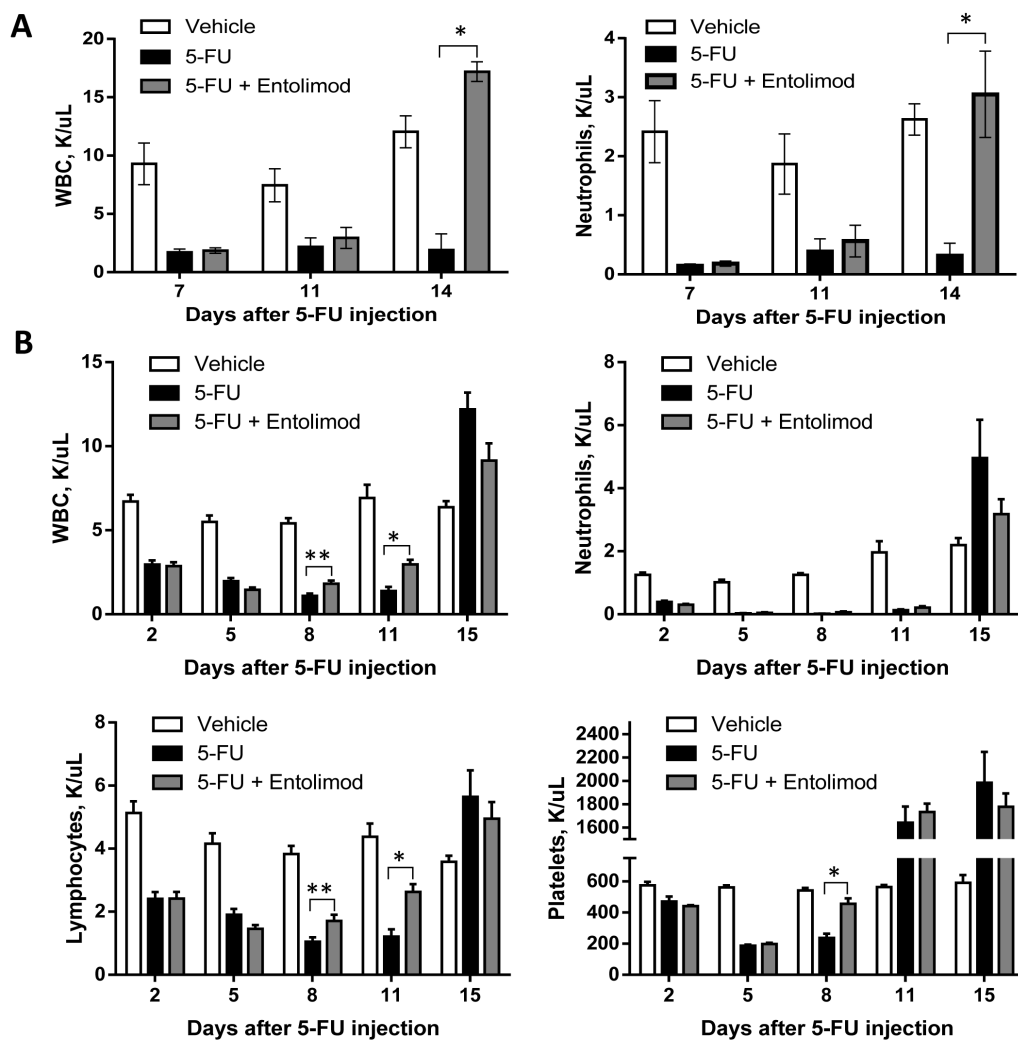 A
Vehicle
5-FU
5-FU + Entolimod
*
WBC, K/uL
20
15
10
5
0
7 11 14
Days after 5-FU injection
Vehicle
5-FU
5-FU + Entolimod
*
Neutrophils, K/uL
4
3
2
1
0
7 11 14
Days after 5-FU injection
B
Vehicle
5-FU
5-FU + Entolimod
** *
WBC, K/uL
15
10
5
0
2 5 8 11 15
Days after 5-FU injection
Vehicle
5-FU
5-FU + Entolimod
Neutrophils, K/uL
8
6
4
2
0
2 5 8 11 15
Days after 5-FU injection
Vehicle
5-FU
5-FU + Entolimod
** *
Lymphocytes, K/uL
8
6
4
2
0
2 5 8 11 15
Days after 5-FU injection
Vehicle
5-FU
5-FU + Entolimod
*
Platelets, K/uL
2400
2200
2000
1800
1600
600
400
200
0
2 5 8 11 15
Days after 5-FU injection